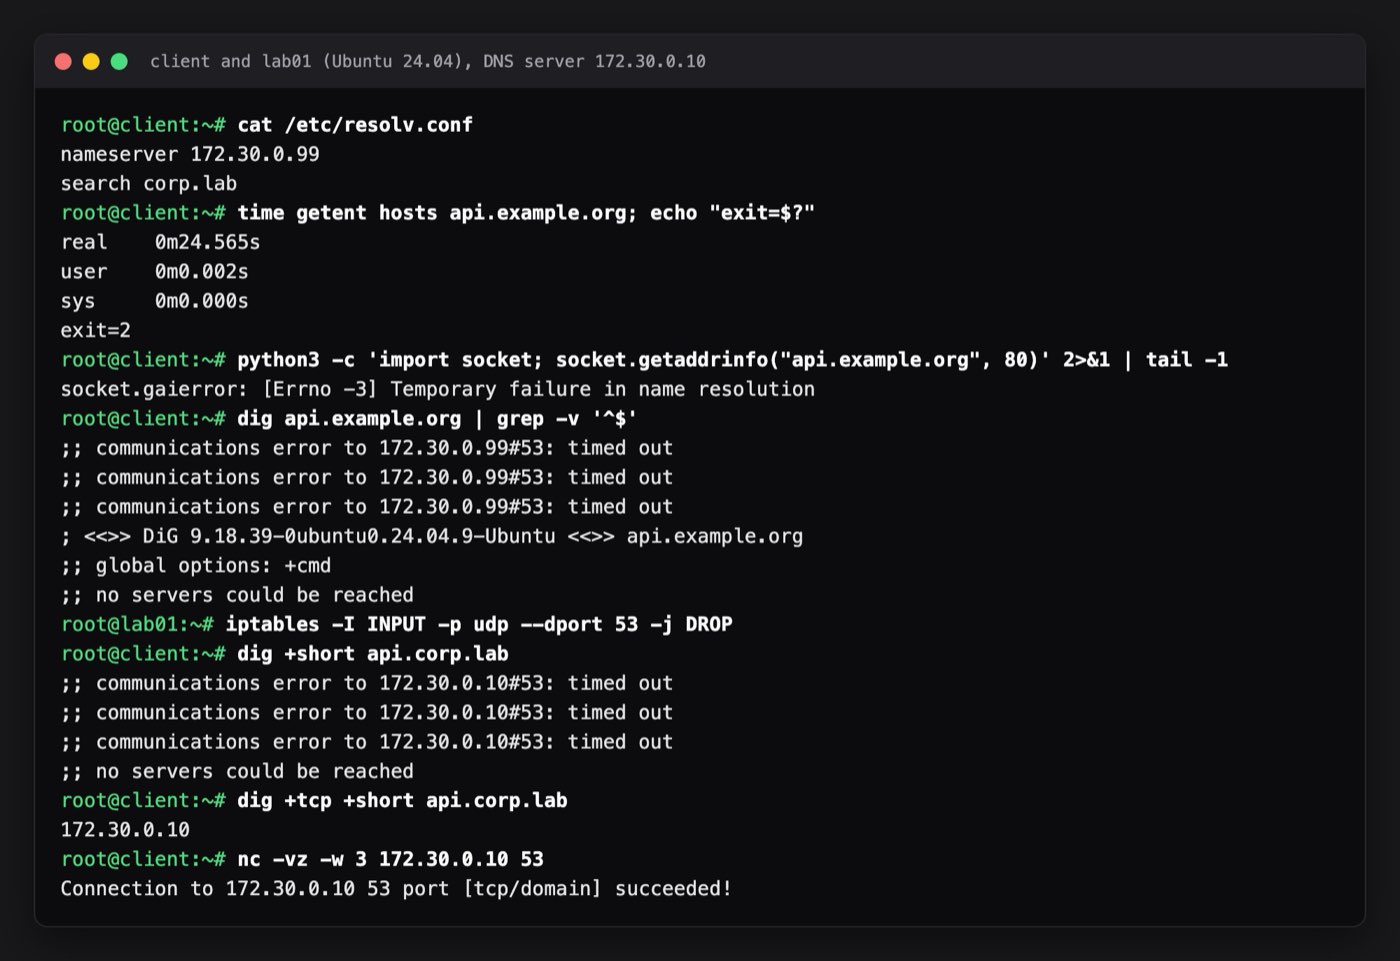 client and lab01 (Ubuntu 24.04), DNS server 172.30.0.10
root@client:~# cat /etc/resolv.conf
nameserver 172.30.0.99
search corp.lab
root@client:~# time getent hosts api.example.org; echo "exit=$?"
real    0m24.565s
user    0m0.002s
sys     0m0.000s
exit=2
root@client:~# python3 -c 'import socket; socket.getaddrinfo("api.example.org", 80)' 2>&1 | tail -1
socket.gaierror: [Errno -3] Temporary failure in name resolution
root@client:~# dig api.example.org | grep -v '^$'
;; communications error to 172.30.0.99#53: timed out
;; communications error to 172.30.0.99#53: timed out
;; communications error to 172.30.0.99#53: timed out
; <<>> DiG 9.18.39-0ubuntu0.24.04.9-Ubuntu <<>> api.example.org
;; global options: +cmd
;; no servers could be reached
root@lab01:~# iptables -I INPUT -p udp --dport 53 -j DROP
root@client:~# dig +short api.corp.lab
;; communications error to 172.30.0.10#53: timed out
;; communications error to 172.30.0.10#53: timed out
;; communications error to 172.30.0.10#53: timed out
;; no servers could be reached
root@client:~# dig +tcp +short api.corp.lab
172.30.0.10
root@client:~# nc -vz -w 3 172.30.0.10 53
Connection to 172.30.0.10 53 port [tcp/domain] succeeded!